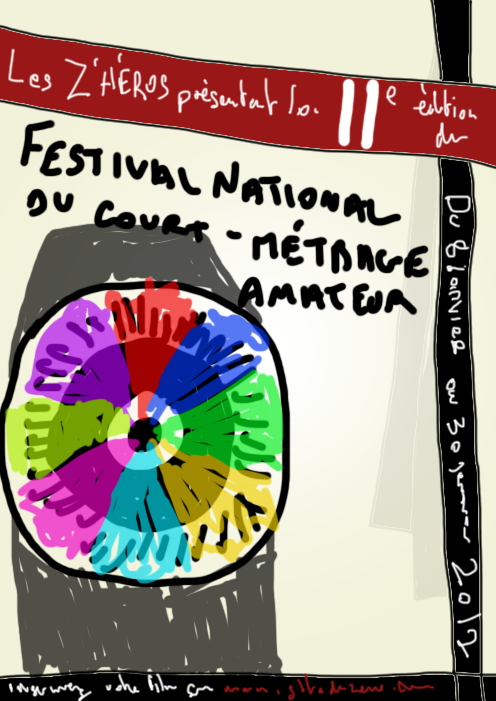 Les Z'HÉROS présentent la 11e édition
du
FESTIVAL NATIONAL
DU COURT-MÉTRAGE
AMATEUR
DU 8 JANVIER au 30 janvier 2012
votre film sur